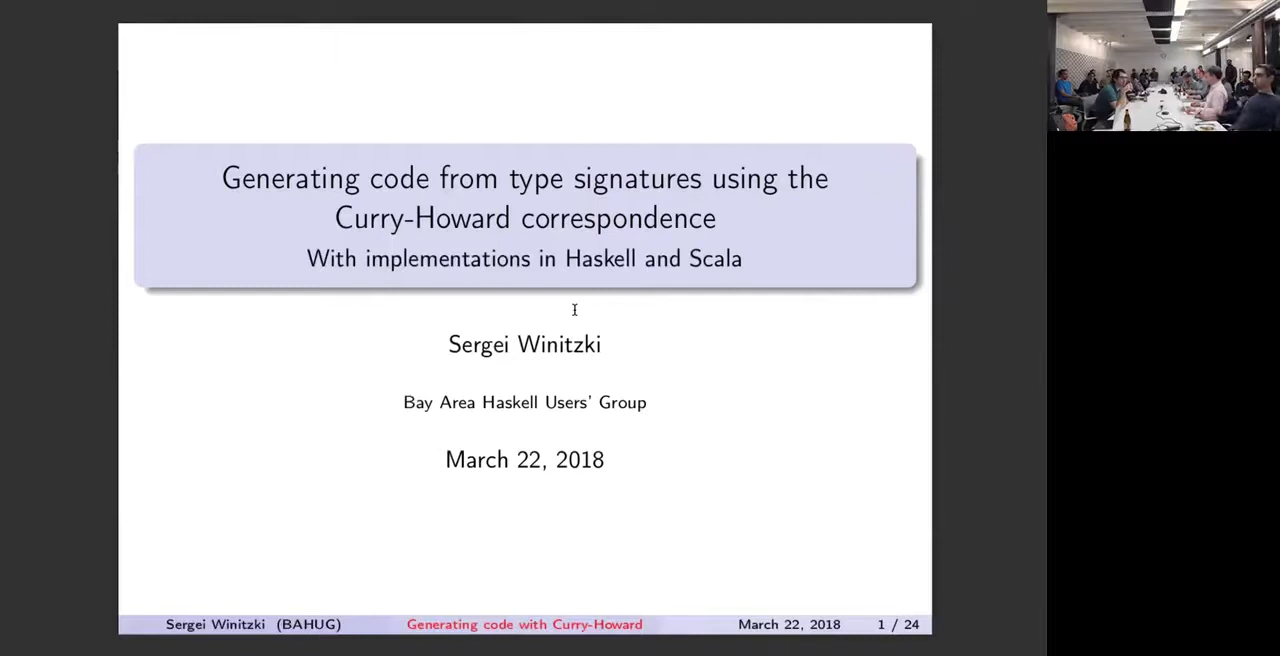 Generating code from type signatures using the
Curry-Howard correspondence
With implementations in Haskell and Scala
Sergei Winitzki
Bay Area Haskell Users' Group
March 22, 2018
Sergei Winitzki (BAHUG) Generating code with Curry-Howard March 22, 2018 1 / 24